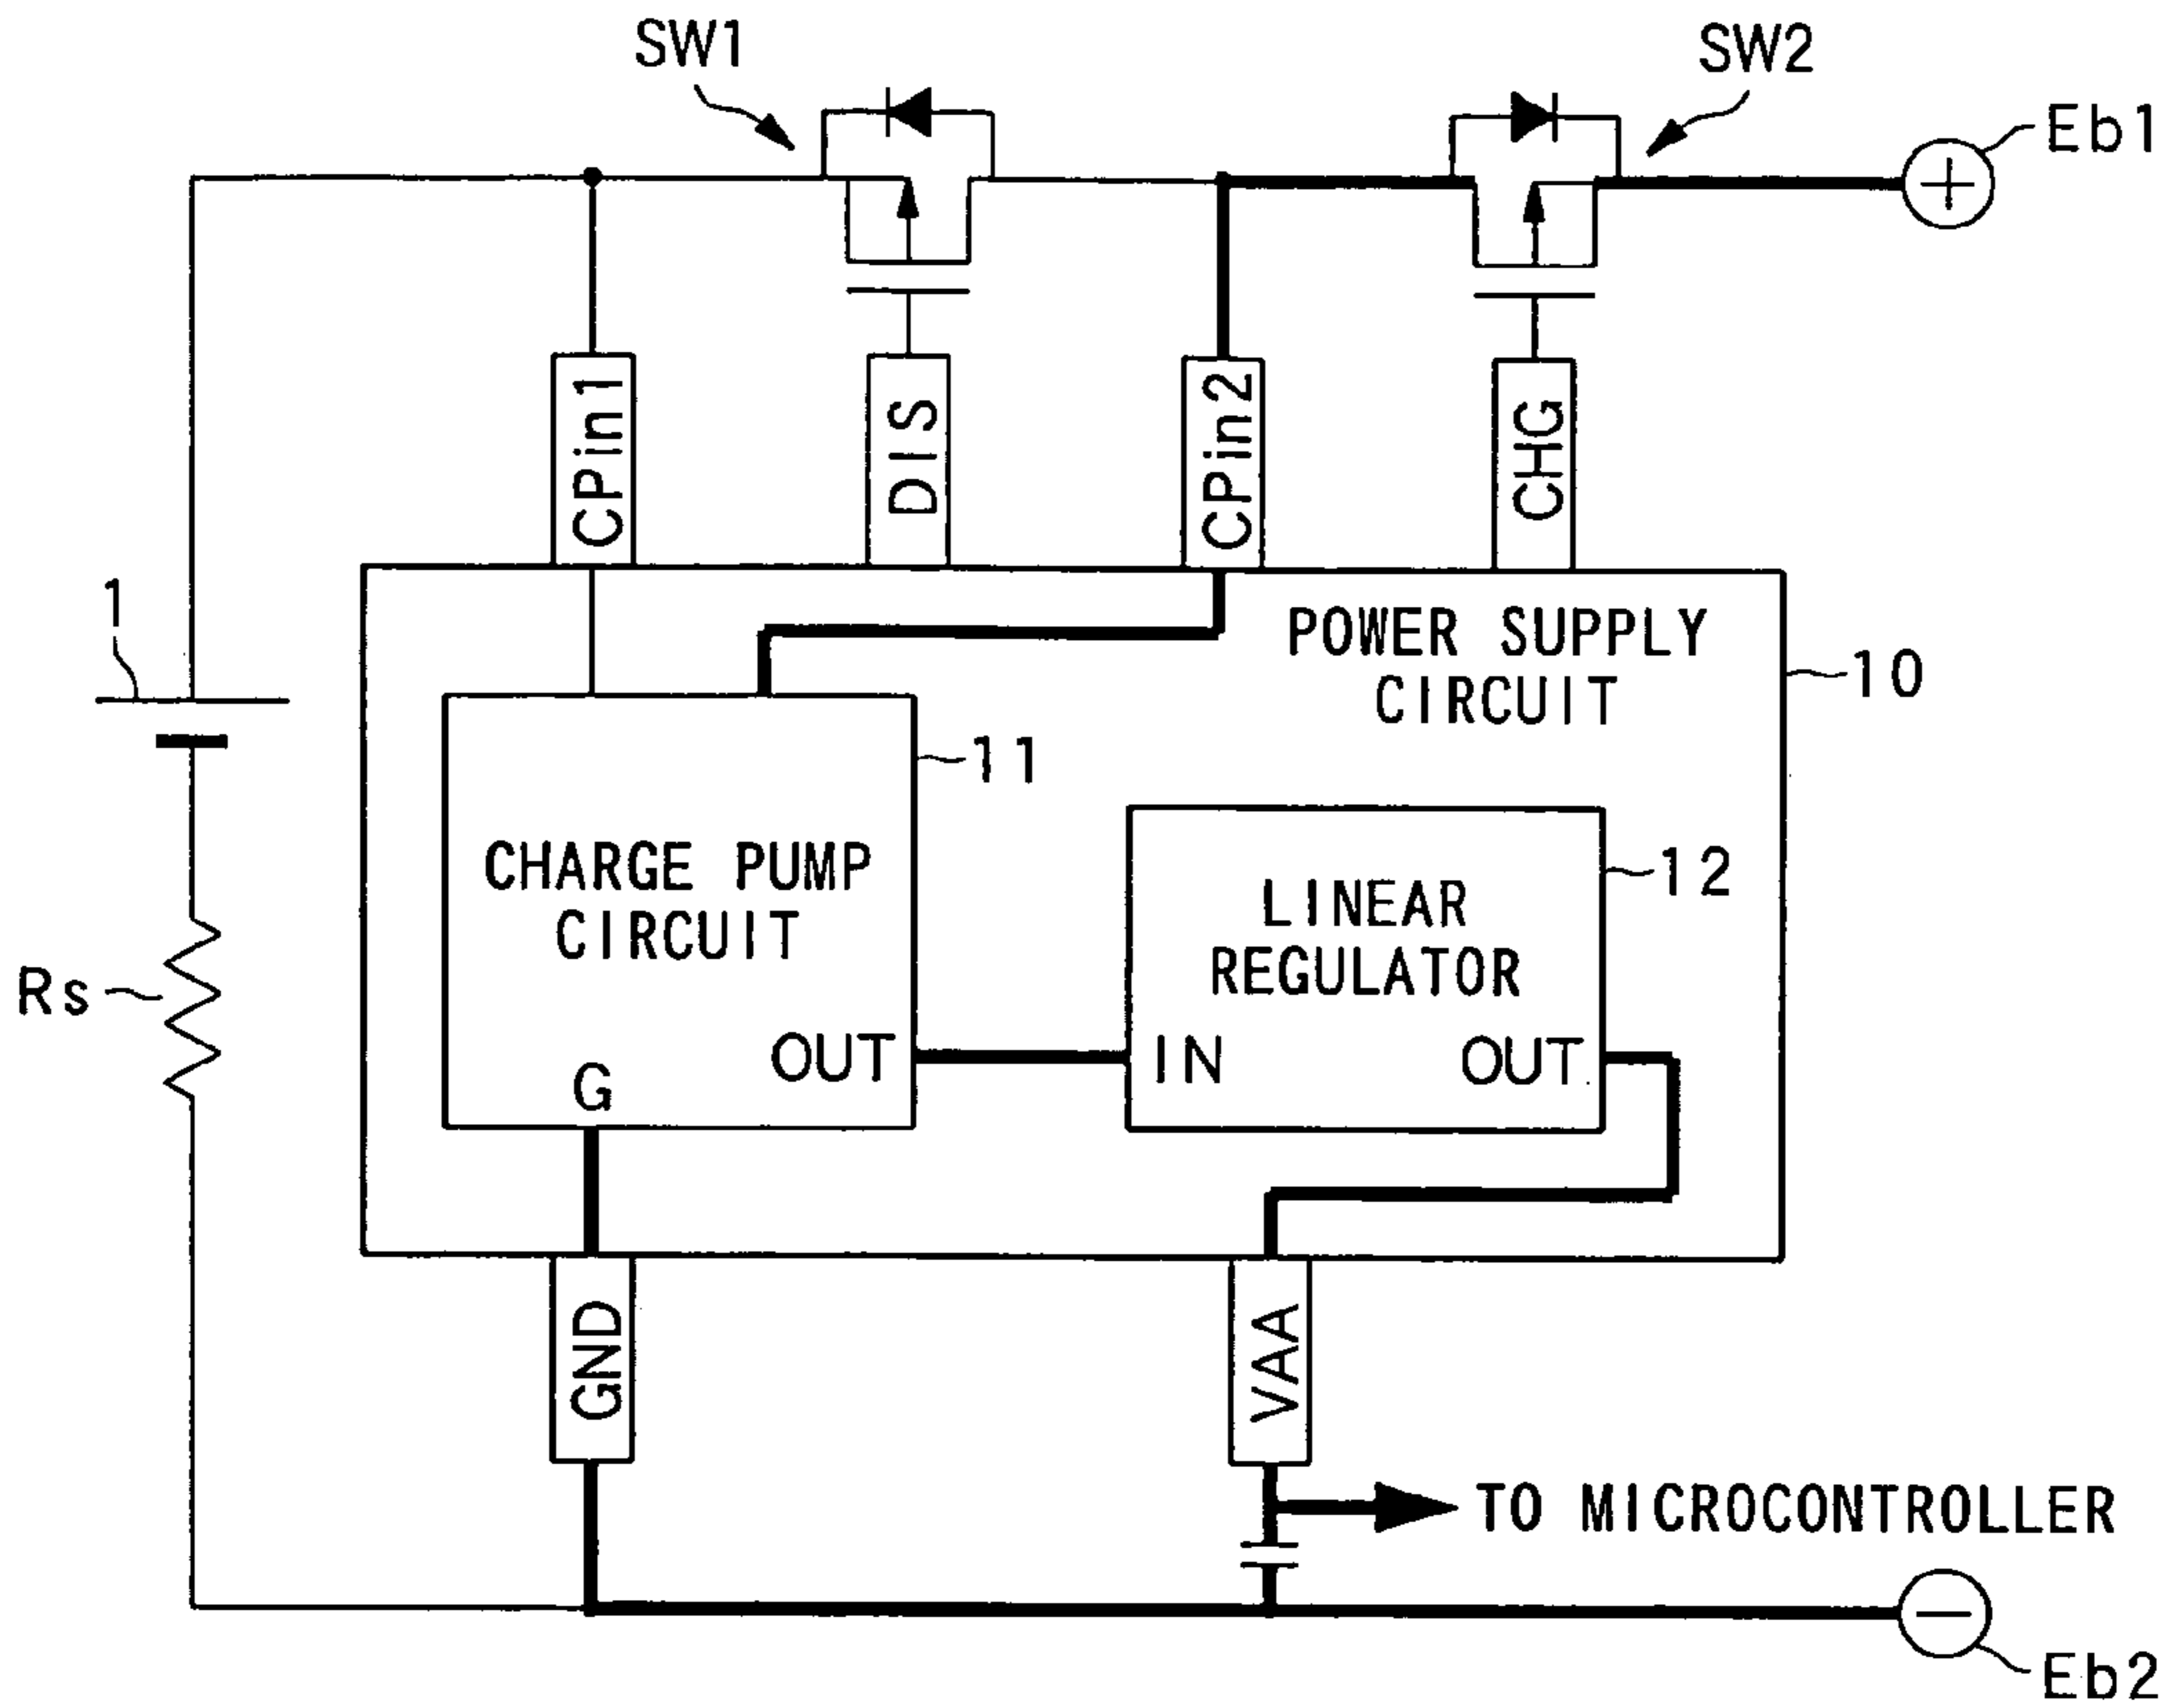 SW1
SW2
Eb1
CPin1
DIS
CPin2
CHG
1
POWER SUPPLY
CIRCUIT
10
11
CHARGE PUMP
CIRCUIT
12
LINEAR
REGULATOR
Rs
OUT
IN
OUT
G
GND
VAA
TO MICROCONTROLLER
Eb2